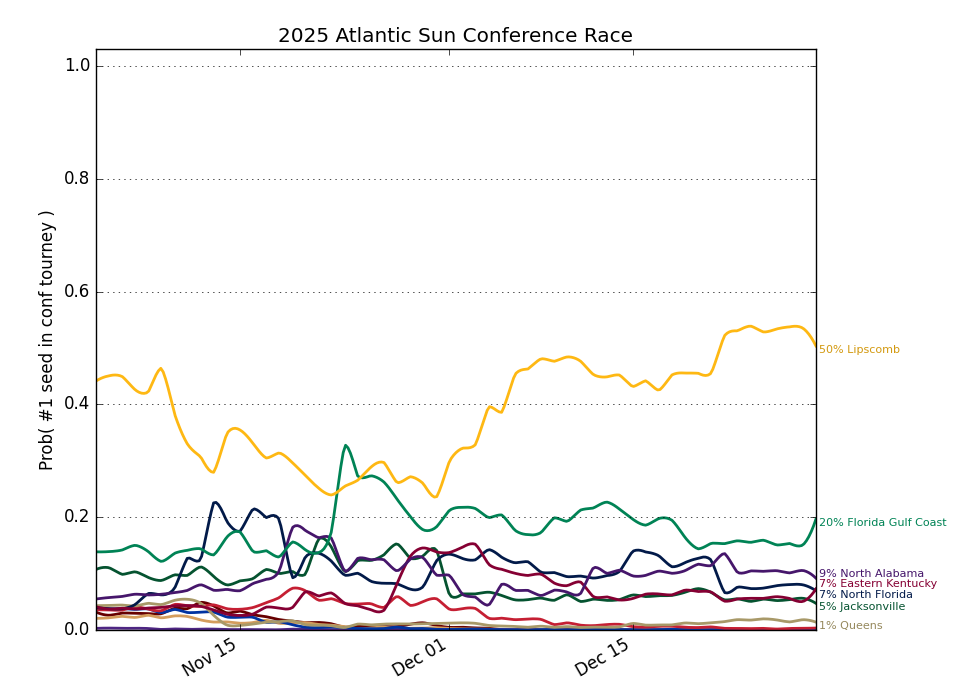 2025 Atlantic Sun Conference Race
Prob( #1 seed in conf tourney )
1.0
0.8
0.6
0.4
0.2
0.0
Nov 15
Dec 01
Dec 15
50% Lipscomb
20% Florida Gulf Coast
9% North Alabama
7% Eastern Kentucky
7% North Florida
5% Jacksonville
1% Queens